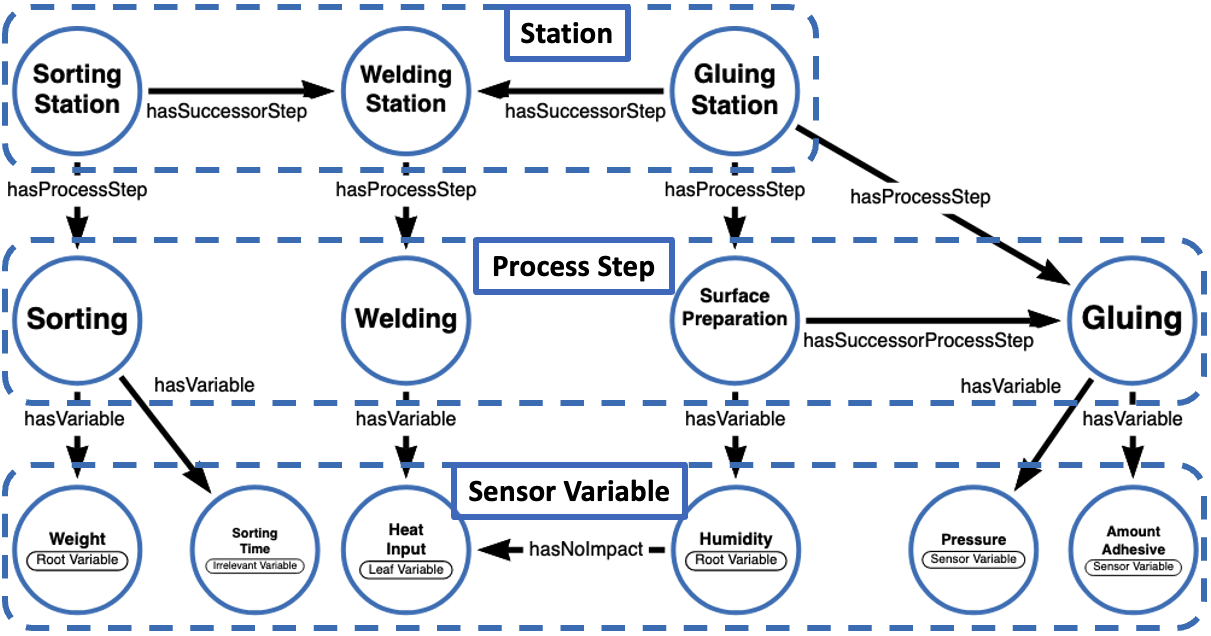 Station
Sorting
Station
Welding
Station
Gluing
Station
hasSuccessorStep
hasSuccessorStep
hasProcessStep
hasProcessStep
hasProcessStep
hasProcessStep
Process Step
Sorting
Welding
Surface
Preparation
Gluing
hasSuccessorProcessStep
hasVariable
hasVariable
hasVariable
hasVariable
hasVariable
hasVariable
Sensor Variable
Weight
Root Variable
Sorting
Time
Irrelevant Variable
Heat
Input
Leaf Variable
hasNoImpact
Humidity
Root Variable
Pressure
Sensor Variable
Amount
Adhesive
Sensor Variable